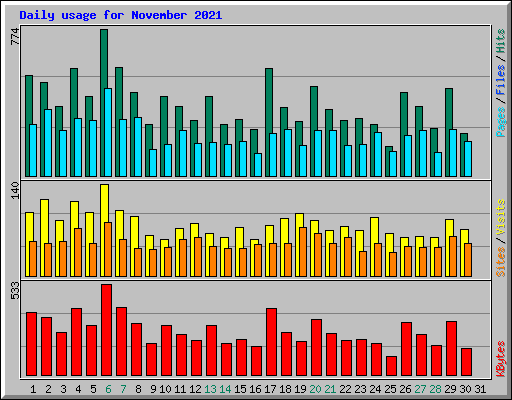 Daily usage for November 2021
774
140
533
Pages / Files / Hits
Sites / Visits
KBytes
1 2 3 4 5 6 7 8 9 10 11 12 13 14 15 16 17 18 19 20 21 22 23 24 25 26 27 28 29 30 31